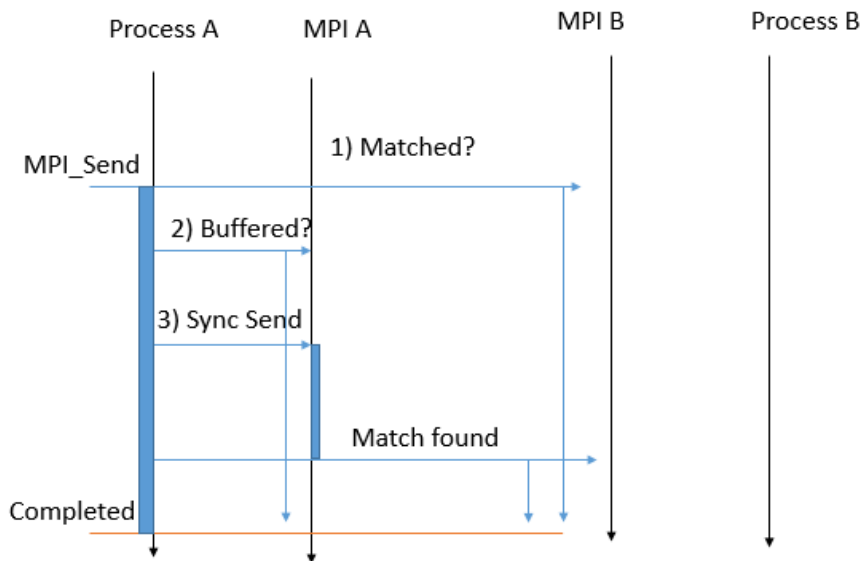 Process A
MPI A
MPI B
Process B
1) Matched?
MPI_Send
2) Buffered?
3) Sync Send
Match found
Completed